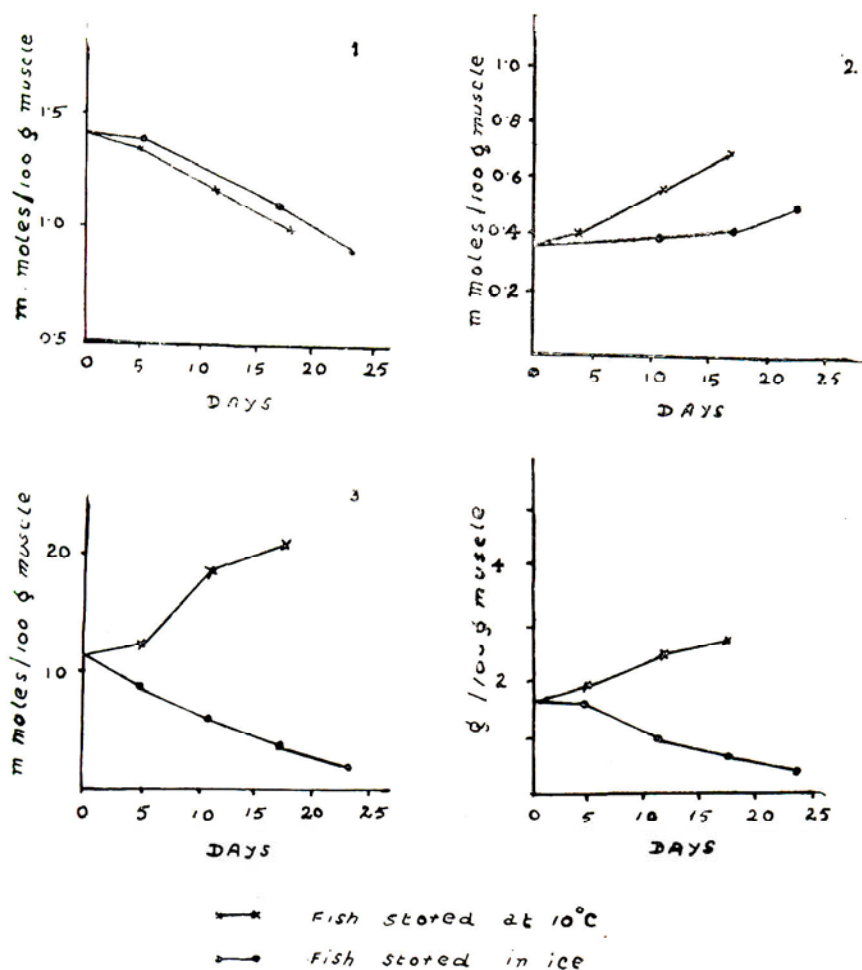 1
m. moles/100 g muscle
1.5
1.0
0.5
0 5 10 15 20 25
DAYS
2.
m moles/100 g muscle
1.0
0.8
0.6
0.4
0.2
0 5 10 15 20 25
DAYS
3
m moles/100 g muscle
20
10
0 5 10 15 20 25
DAYS
g /100g muscle
4
2
0 5 10 15 20 25
DAYS
Fish stored at 10°C
Fish stored in ice